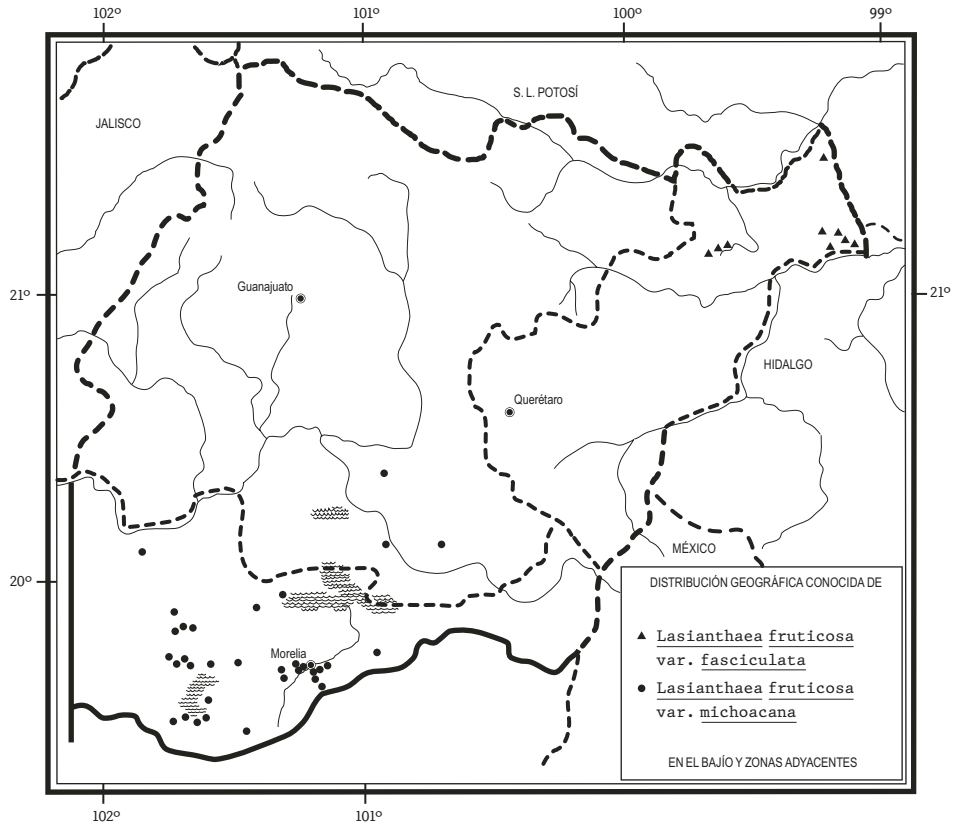 102º 101º 100º 99º
S. L. POTOSÍ
JALISCO
Guanajuato
21º 21º
HIDALGO
Querétaro
MÉXICO
20º
DISTRIBUCIÓN GEOGRÁFICA CONOCIDA DE
Lasianthaea fruticosa
var. fasciculata
Lasianthaea fruticosa
var. michoacana
EN EL BAJÍO Y ZONAS ADYACENTES
Morelia
102º 101º